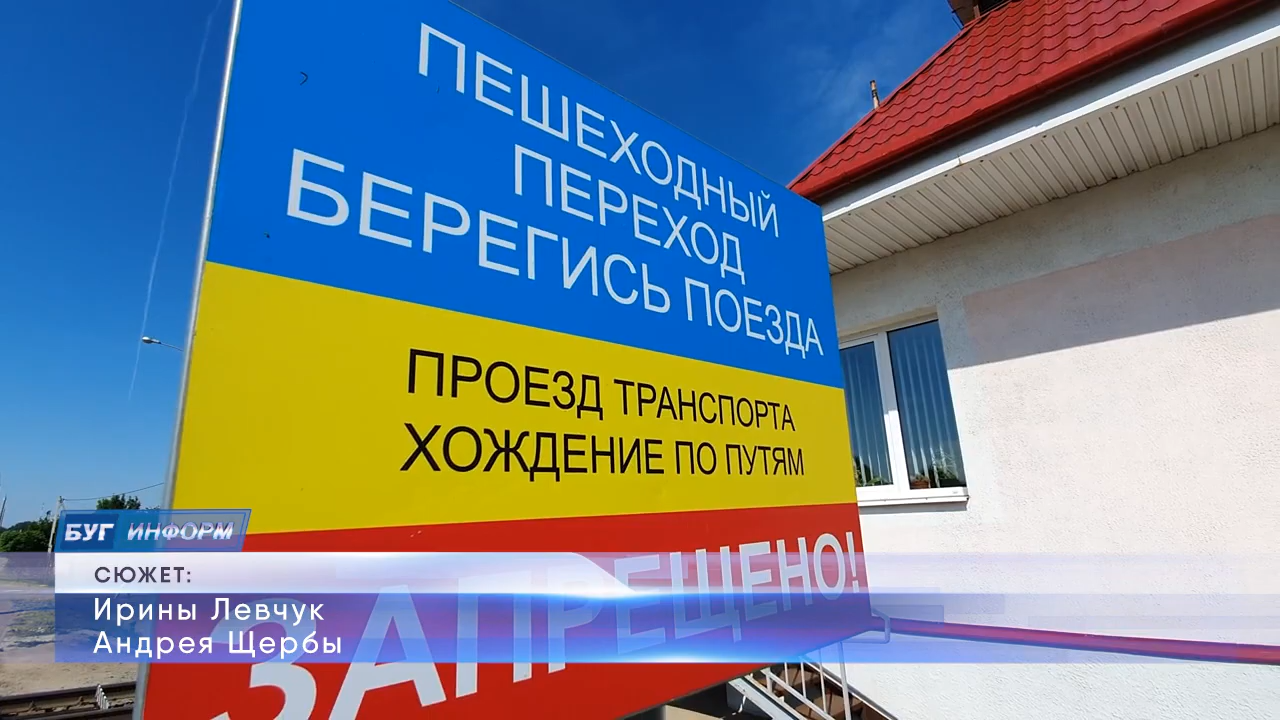 ПЕШЕХОДНЫЙ
ПЕРЕХОД
БЕРЕГИСЬ ПОЕЗДА
ПРОЕЗД ТРАНСПОРТА
ХОЖДЕНИЕ ПО ПУТЯМ
ЗАПРЕЩЕНО!
БУГ ИНФОРМ
СЮЖЕТ:
Ирины Левчук
Андрея Щербы